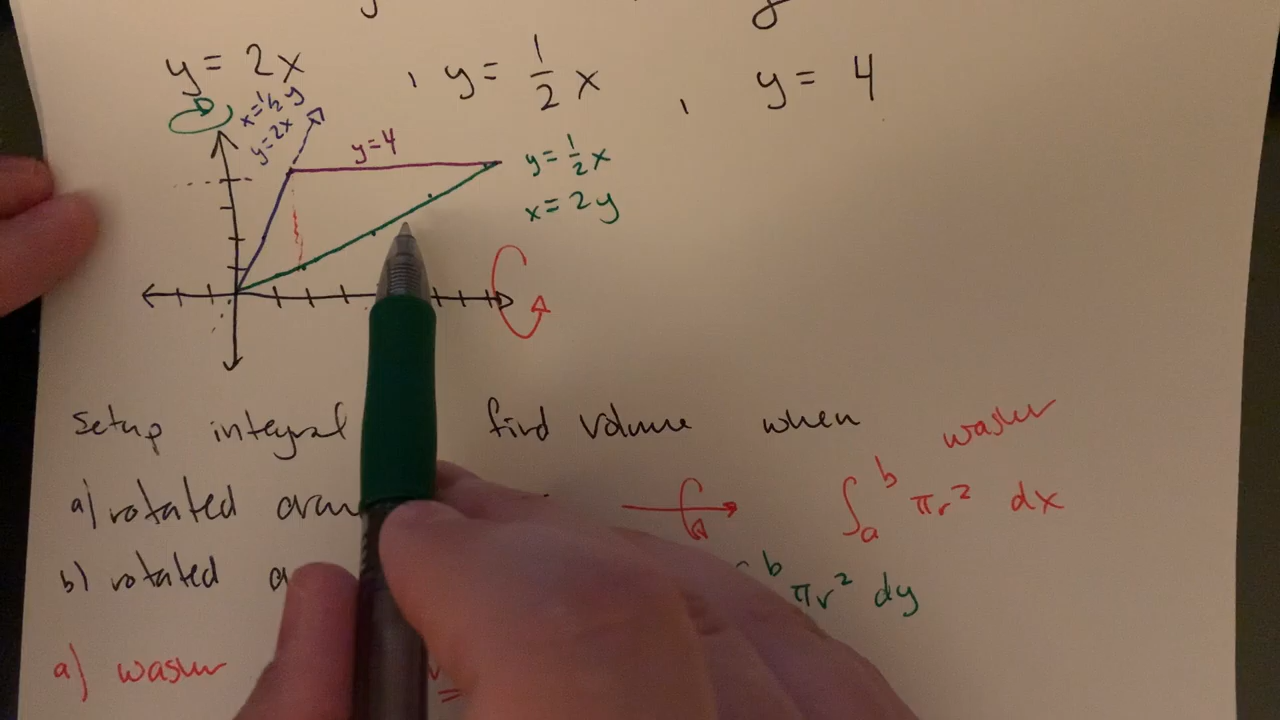 y = 2x , y = 1/2 x , y = 4
x = 1/2 y
y = 2x
y = 4
y = 1/2 x
x = 2y
Setup integral find volume when
washer
a) rotated ∫ₐᵇ πr² dx
b) rotated b πr² dy
a) washer